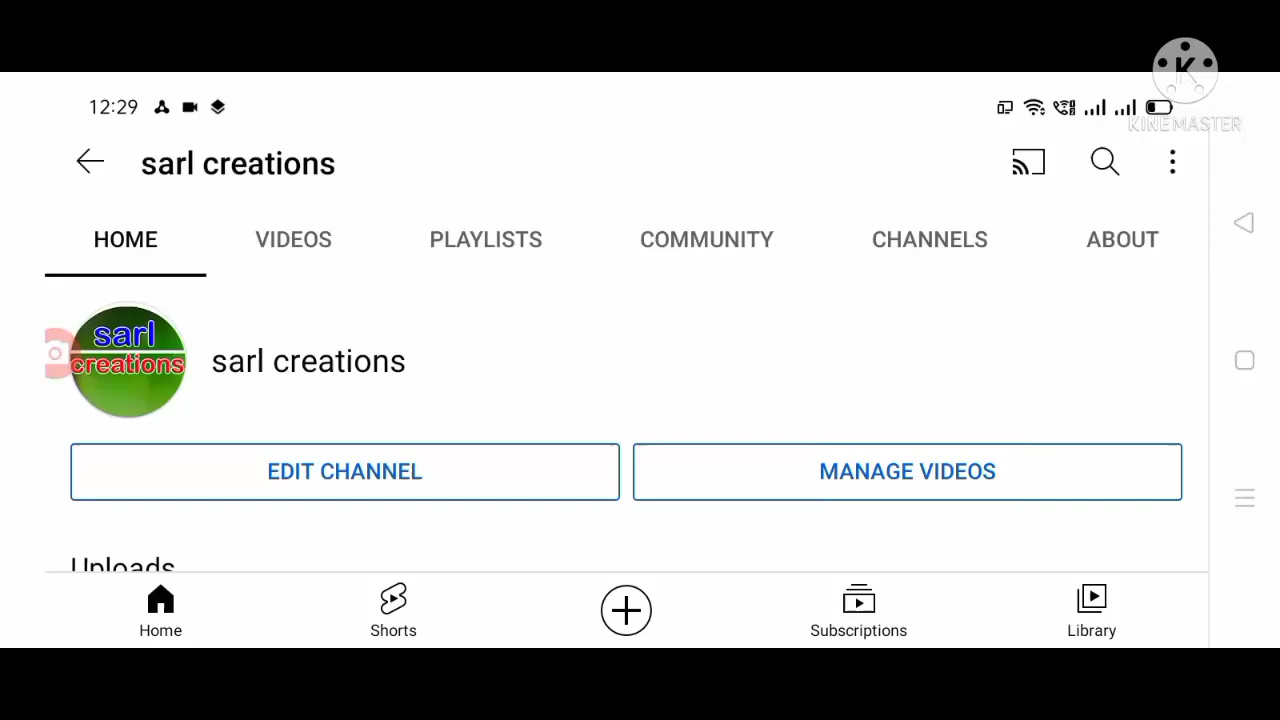 12:29
K
KINEMASTER
sarl creations
HOME VIDEOS PLAYLISTS COMMUNITY CHANNELS ABOUT
sarl
creations
sarl creations
EDIT CHANNEL MANAGE VIDEOS
Uploads
Home Shorts Subscriptions Library